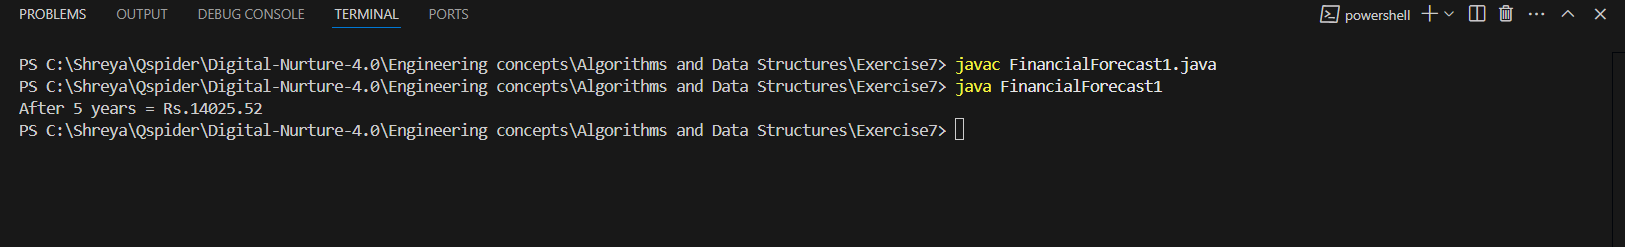 PROBLEMS OUTPUT DEBUG CONSOLE TERMINAL PORTS powershell
PS C:\Shreya\Qspider\Digital-Nurture-4.0\Engineering concepts\Algorithms and Data Structures\Exercise7> javac FinancialForecast1.java
PS C:\Shreya\Qspider\Digital-Nurture-4.0\Engineering concepts\Algorithms and Data Structures\Exercise7> java FinancialForecast1
After 5 years = Rs.14025.52
PS C:\Shreya\Qspider\Digital-Nurture-4.0\Engineering concepts\Algorithms and Data Structures\Exercise7>